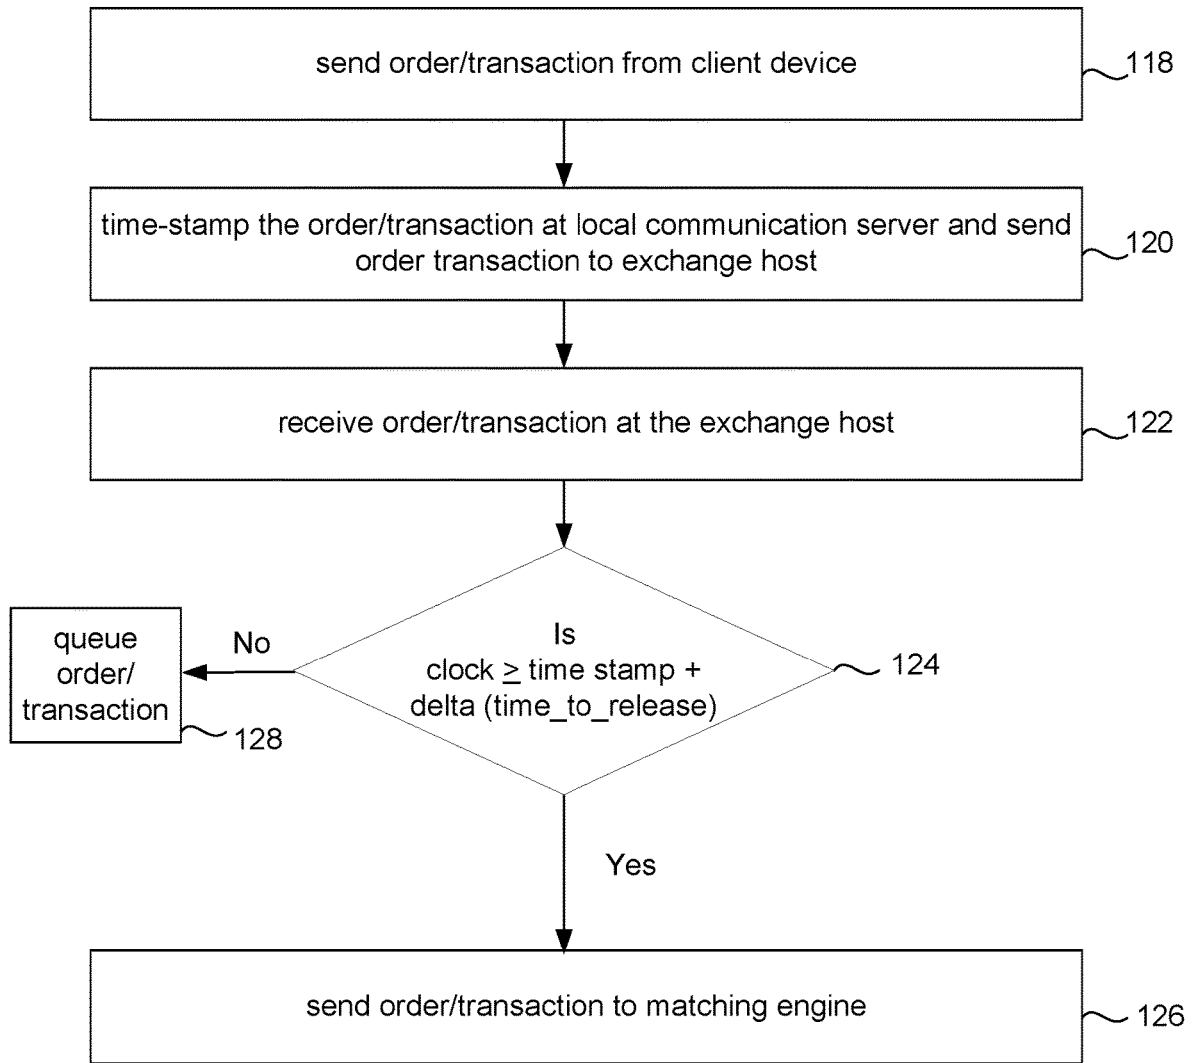 send order/transaction from client device
118
time-stamp the order/transaction at local communication server and send
order transaction to exchange host
120
receive order/transaction at the exchange host
122
Is
clock ≥ time stamp +
delta (time_to_release)
124
No
queue
order/
transaction
128
Yes
send order/transaction to matching engine
126